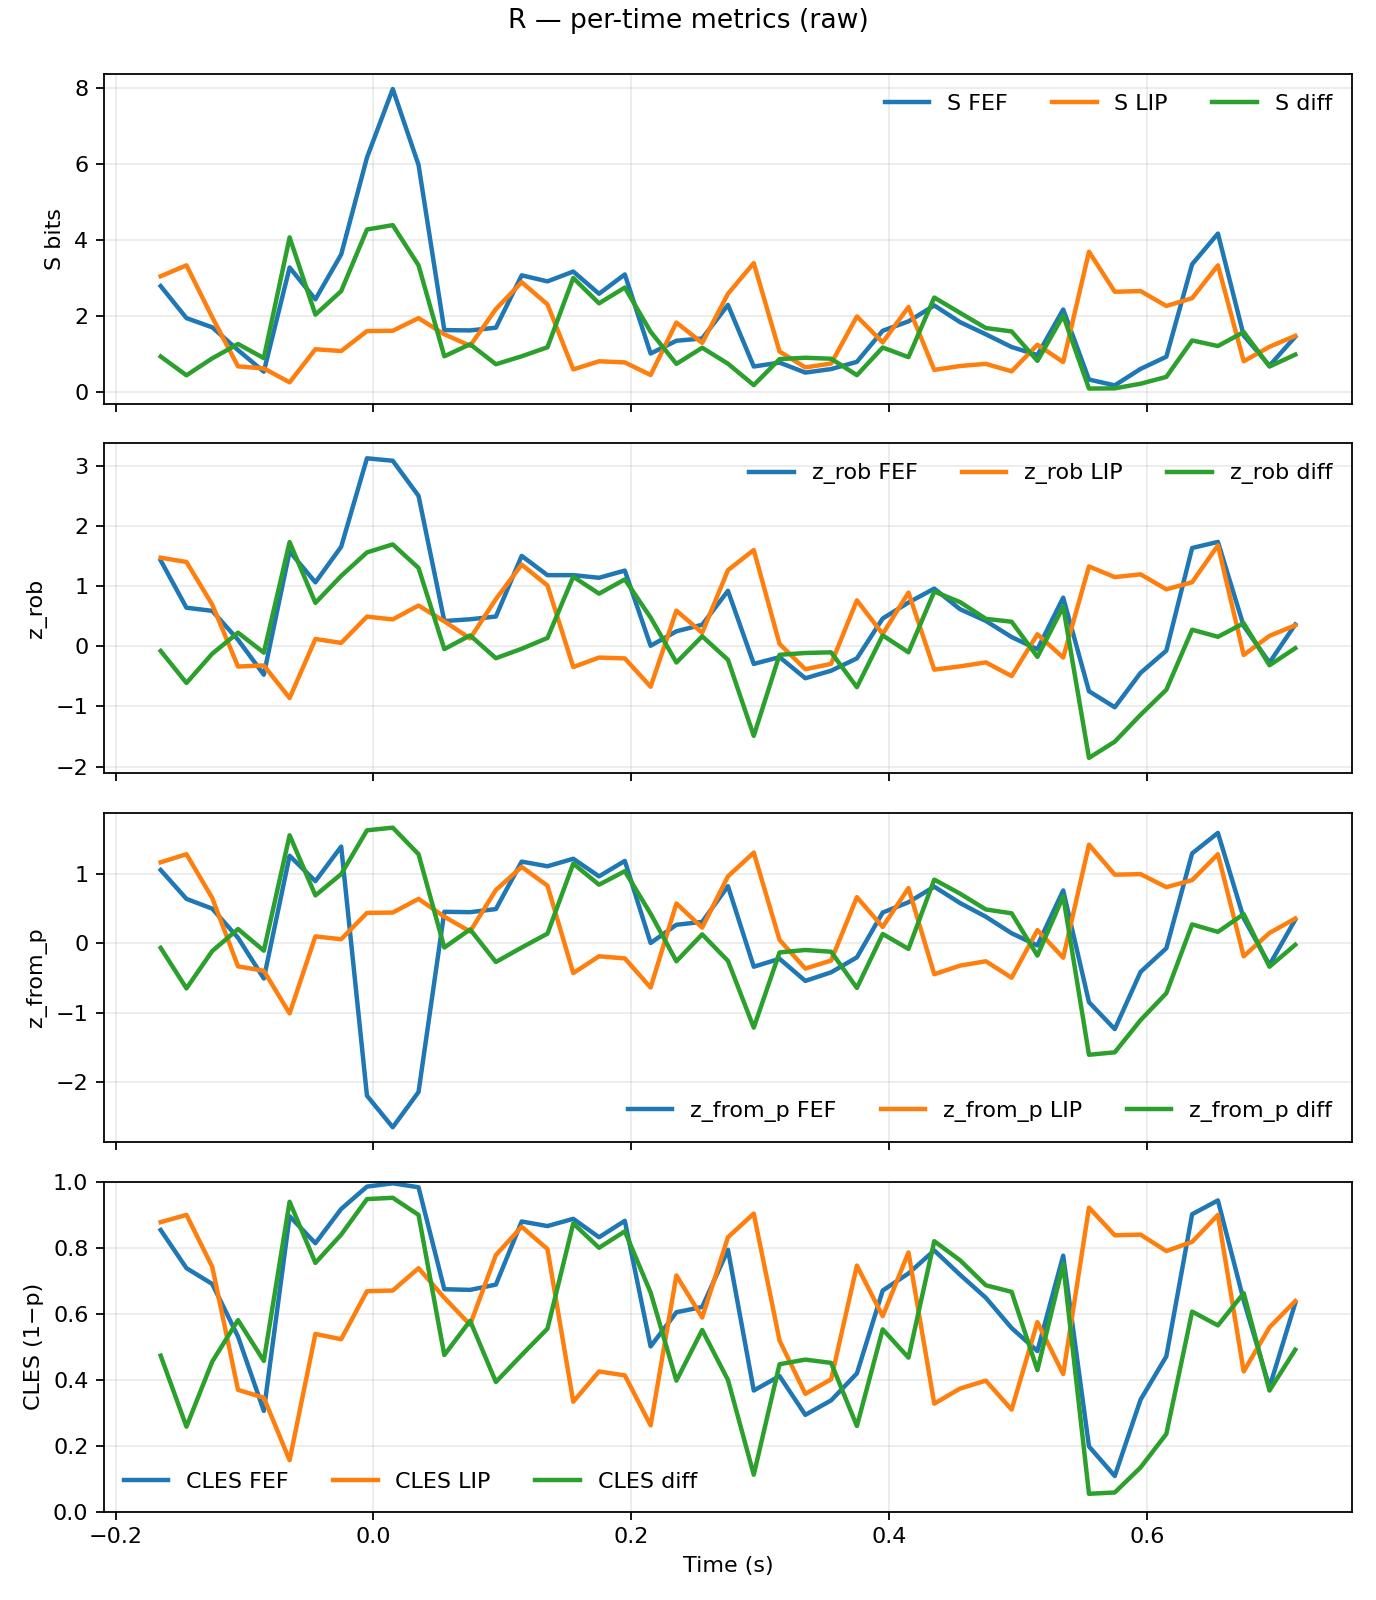 R — per-time metrics (raw)
S bits
8
6
4
2
0
S FEF S LIP S diff
z_rob
3
2
1
0
−1
−2
z_rob FEF z_rob LIP z_rob diff
z_from_p
1
0
−1
−2
z_from_p FEF z_from_p LIP z_from_p diff
CLES (1−p)
1.0
0.8
0.6
0.4
0.2
0.0
CLES FEF CLES LIP CLES diff
−0.2 0.0 0.2 0.4 0.6
Time (s)